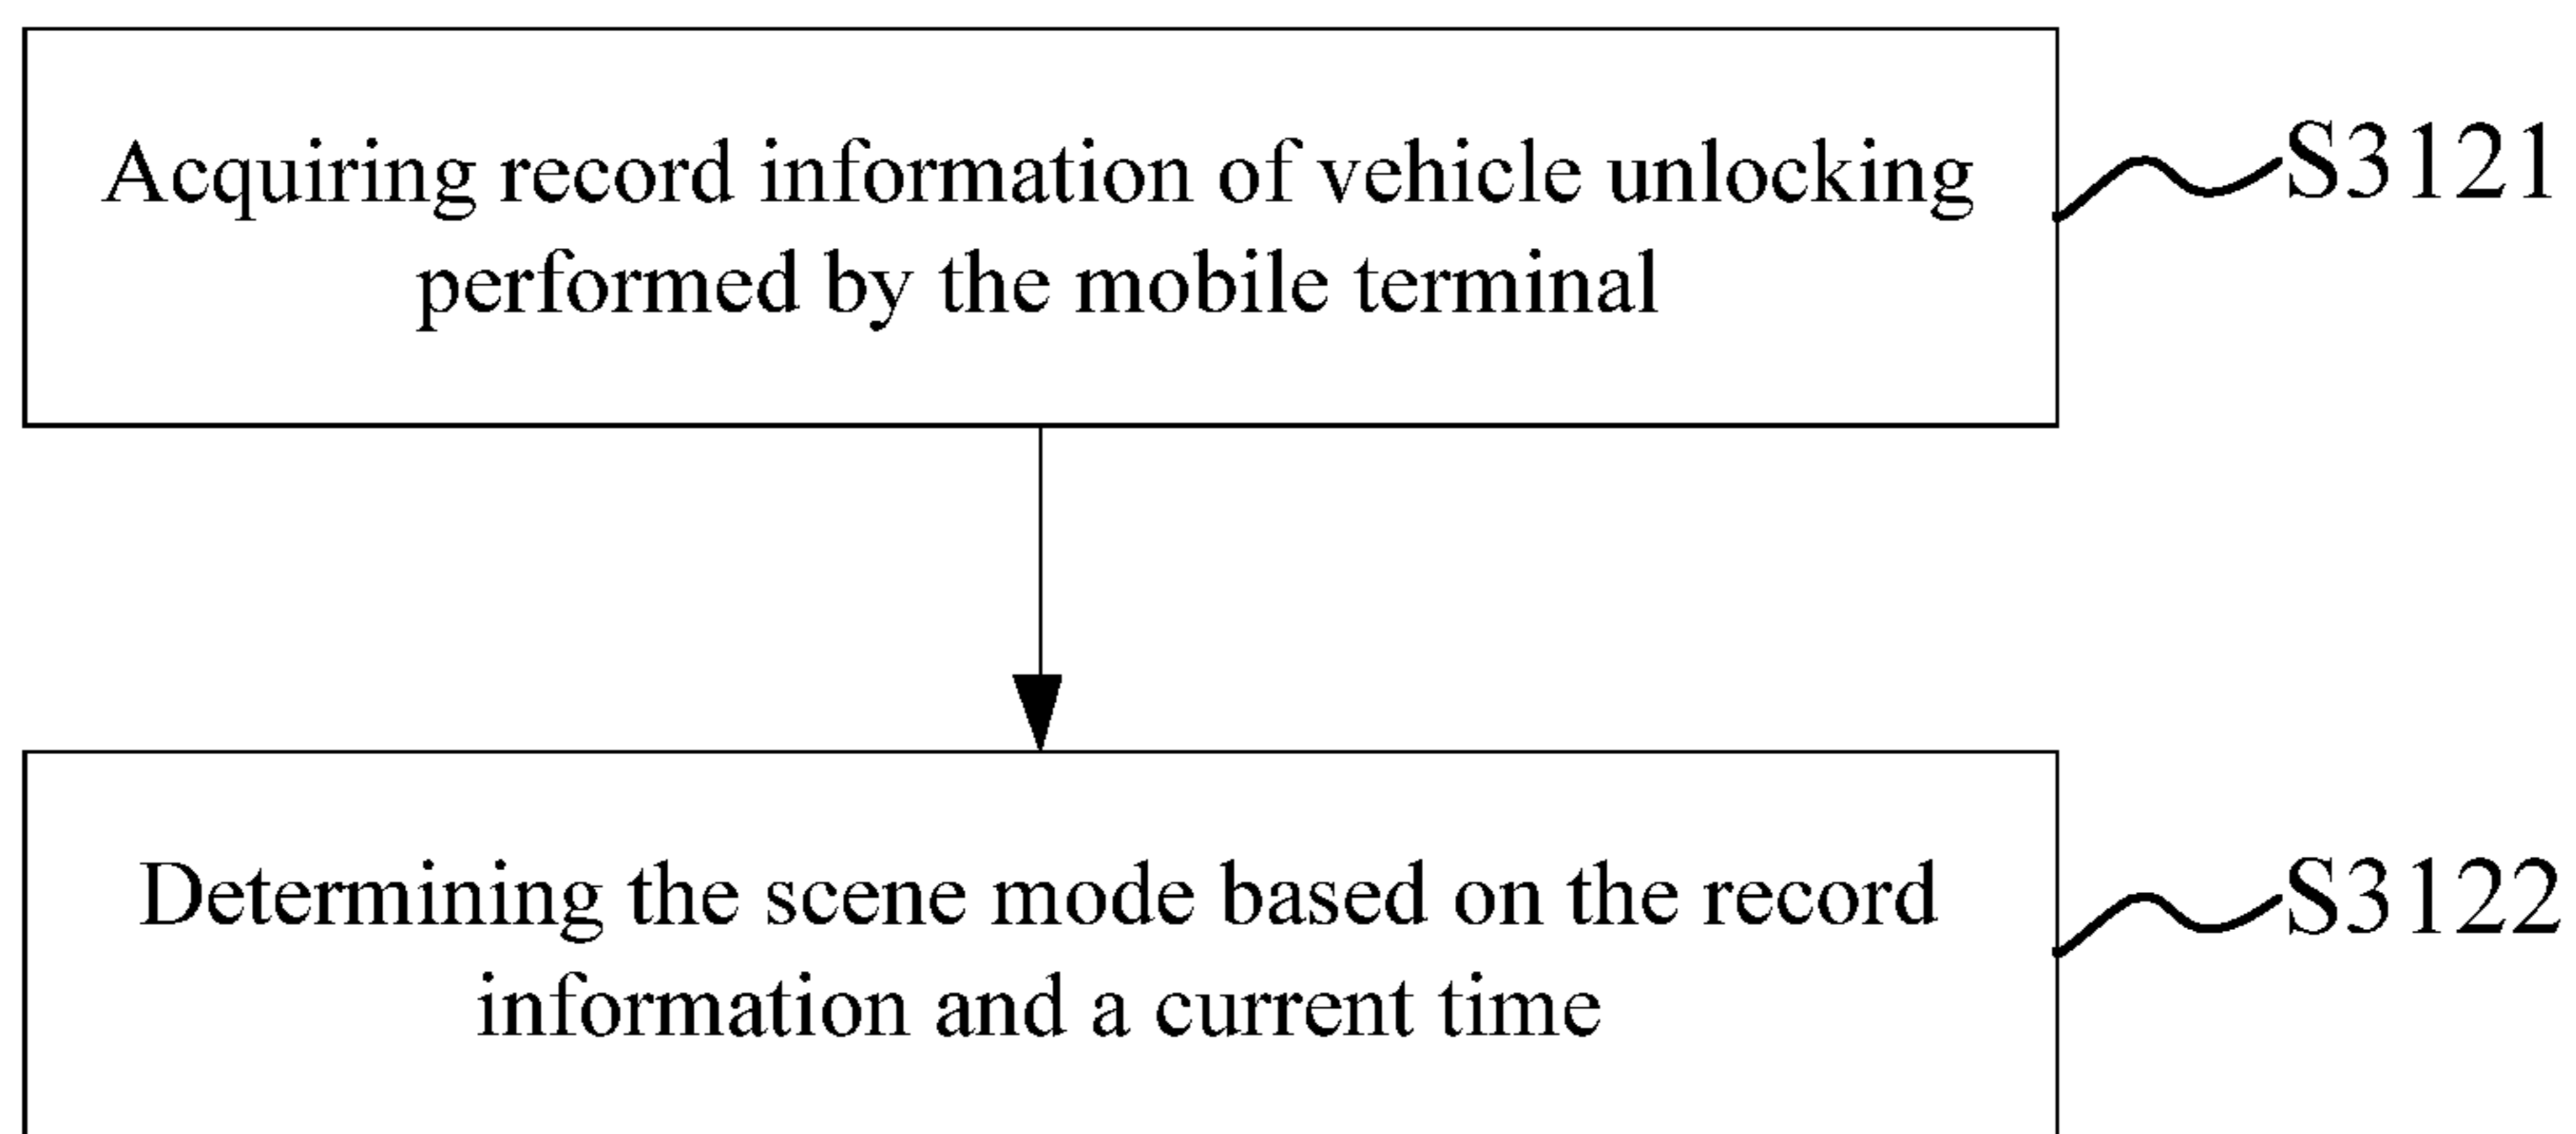 Acquiring record information of vehicle unlocking
performed by the mobile terminal
S3121
Determining the scene mode based on the record
information and a current time
S3122